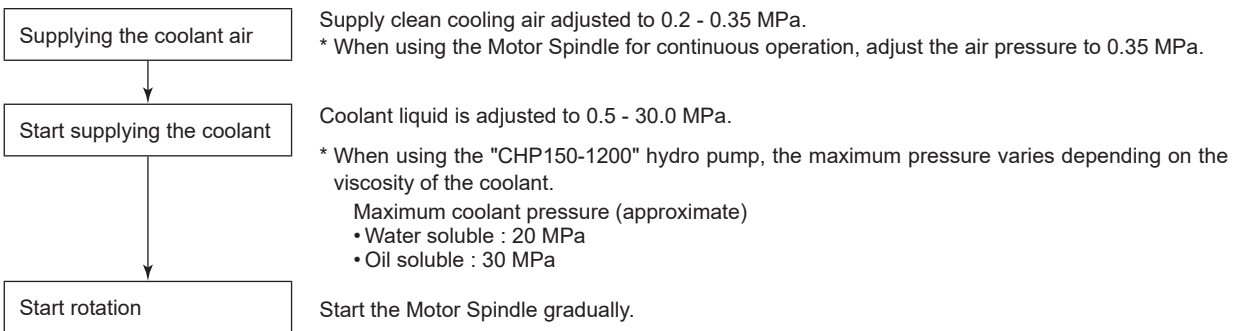 Supplying the coolant air
Supply clean cooling air adjusted to 0.2 - 0.35 MPa.
* When using the Motor Spindle for continuous operation, adjust the air pressure to 0.35 MPa.
Start supplying the coolant
Coolant liquid is adjusted to 0.5 - 30.0 MPa.
* When using the "CHP150-1200" hydro pump, the maximum pressure varies depending on the
viscosity of the coolant.
Maximum coolant pressure (approximate)
• Water soluble : 20 MPa
• Oil soluble : 30 MPa
Start rotation
Start the Motor Spindle gradually.